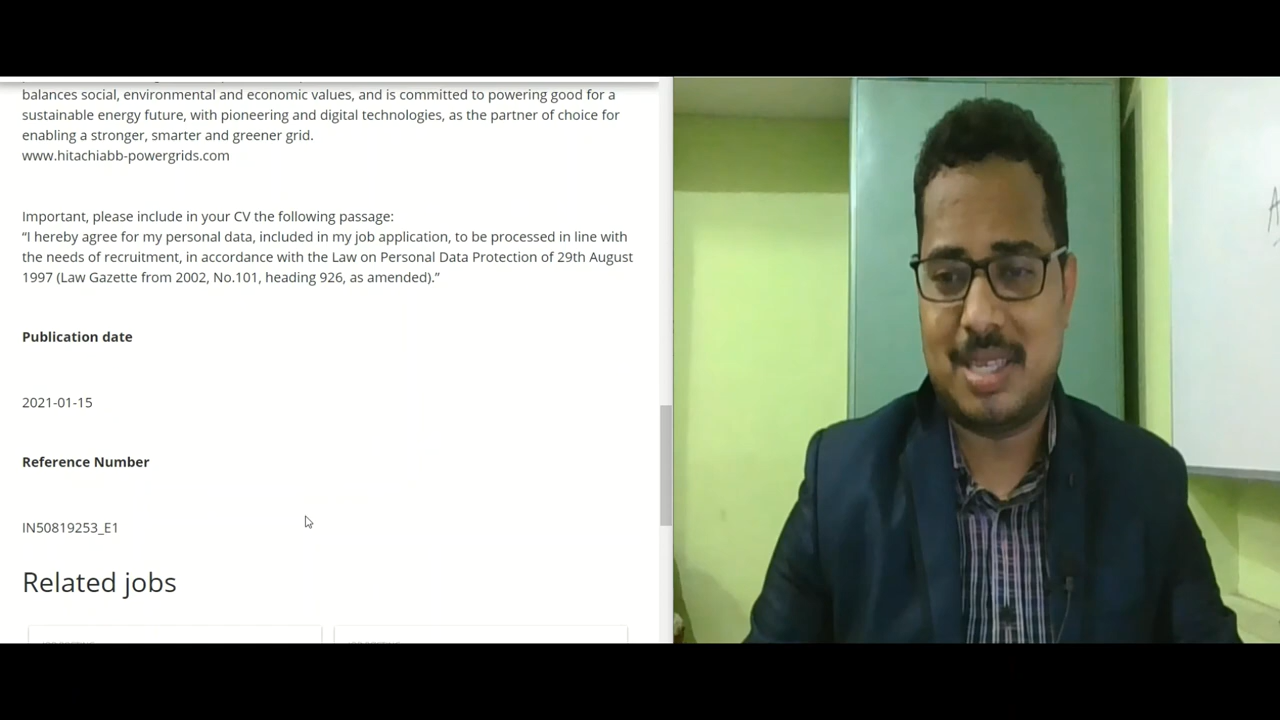 balances social, environmental and economic values, and is committed to powering good for a
sustainable energy future, with pioneering and digital technologies, as the partner of choice for
enabling a stronger, smarter and greener grid.
www.hitachiabb-powergrids.com
Important, please include in your CV the following passage:
“I hereby agree for my personal data, included in my job application, to be processed in line with
the needs of recruitment, in accordance with the Law on Personal Data Protection of 29th August
1997 (Law Gazette from 2002, No.101, heading 926, as amended).”
Publication date
2021-01-15
Reference Number
IN50819253_E1
Related jobs